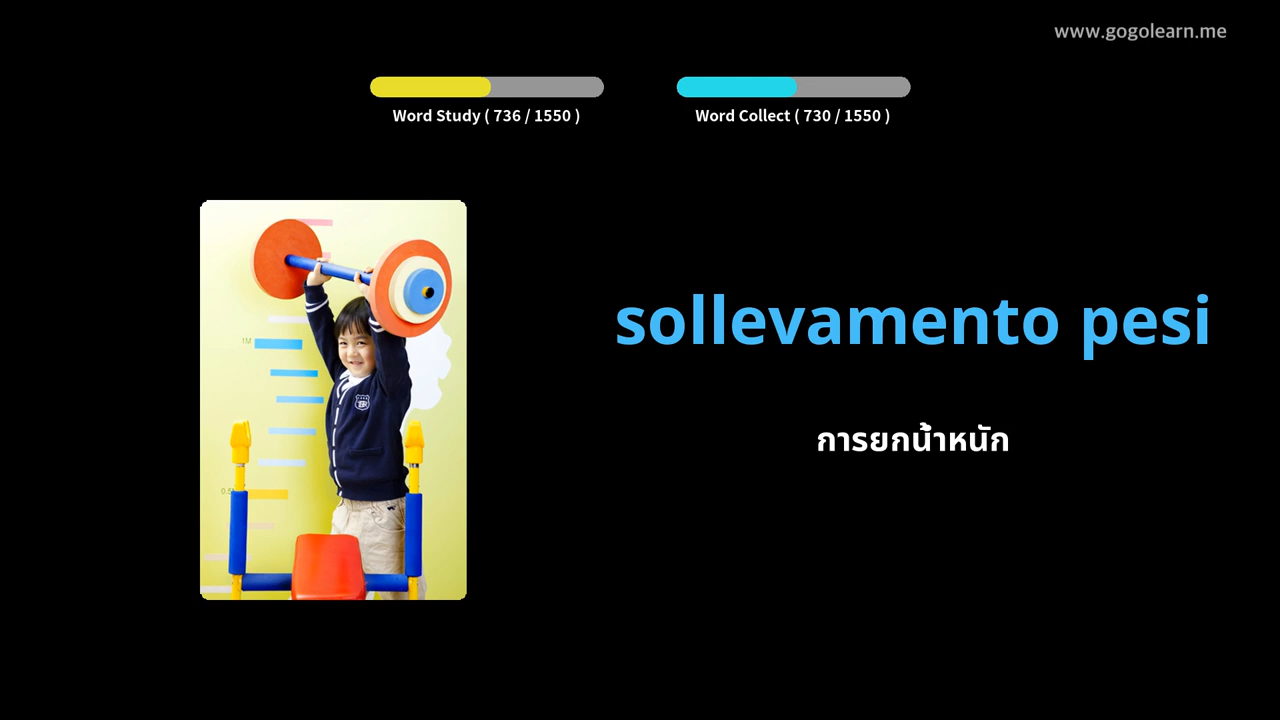 www.gogolearn.me
Word Study ( 736 / 1550 )
Word Collect ( 730 / 1550 )
1M
sollevamento pesi
การยกน้ำหนัก